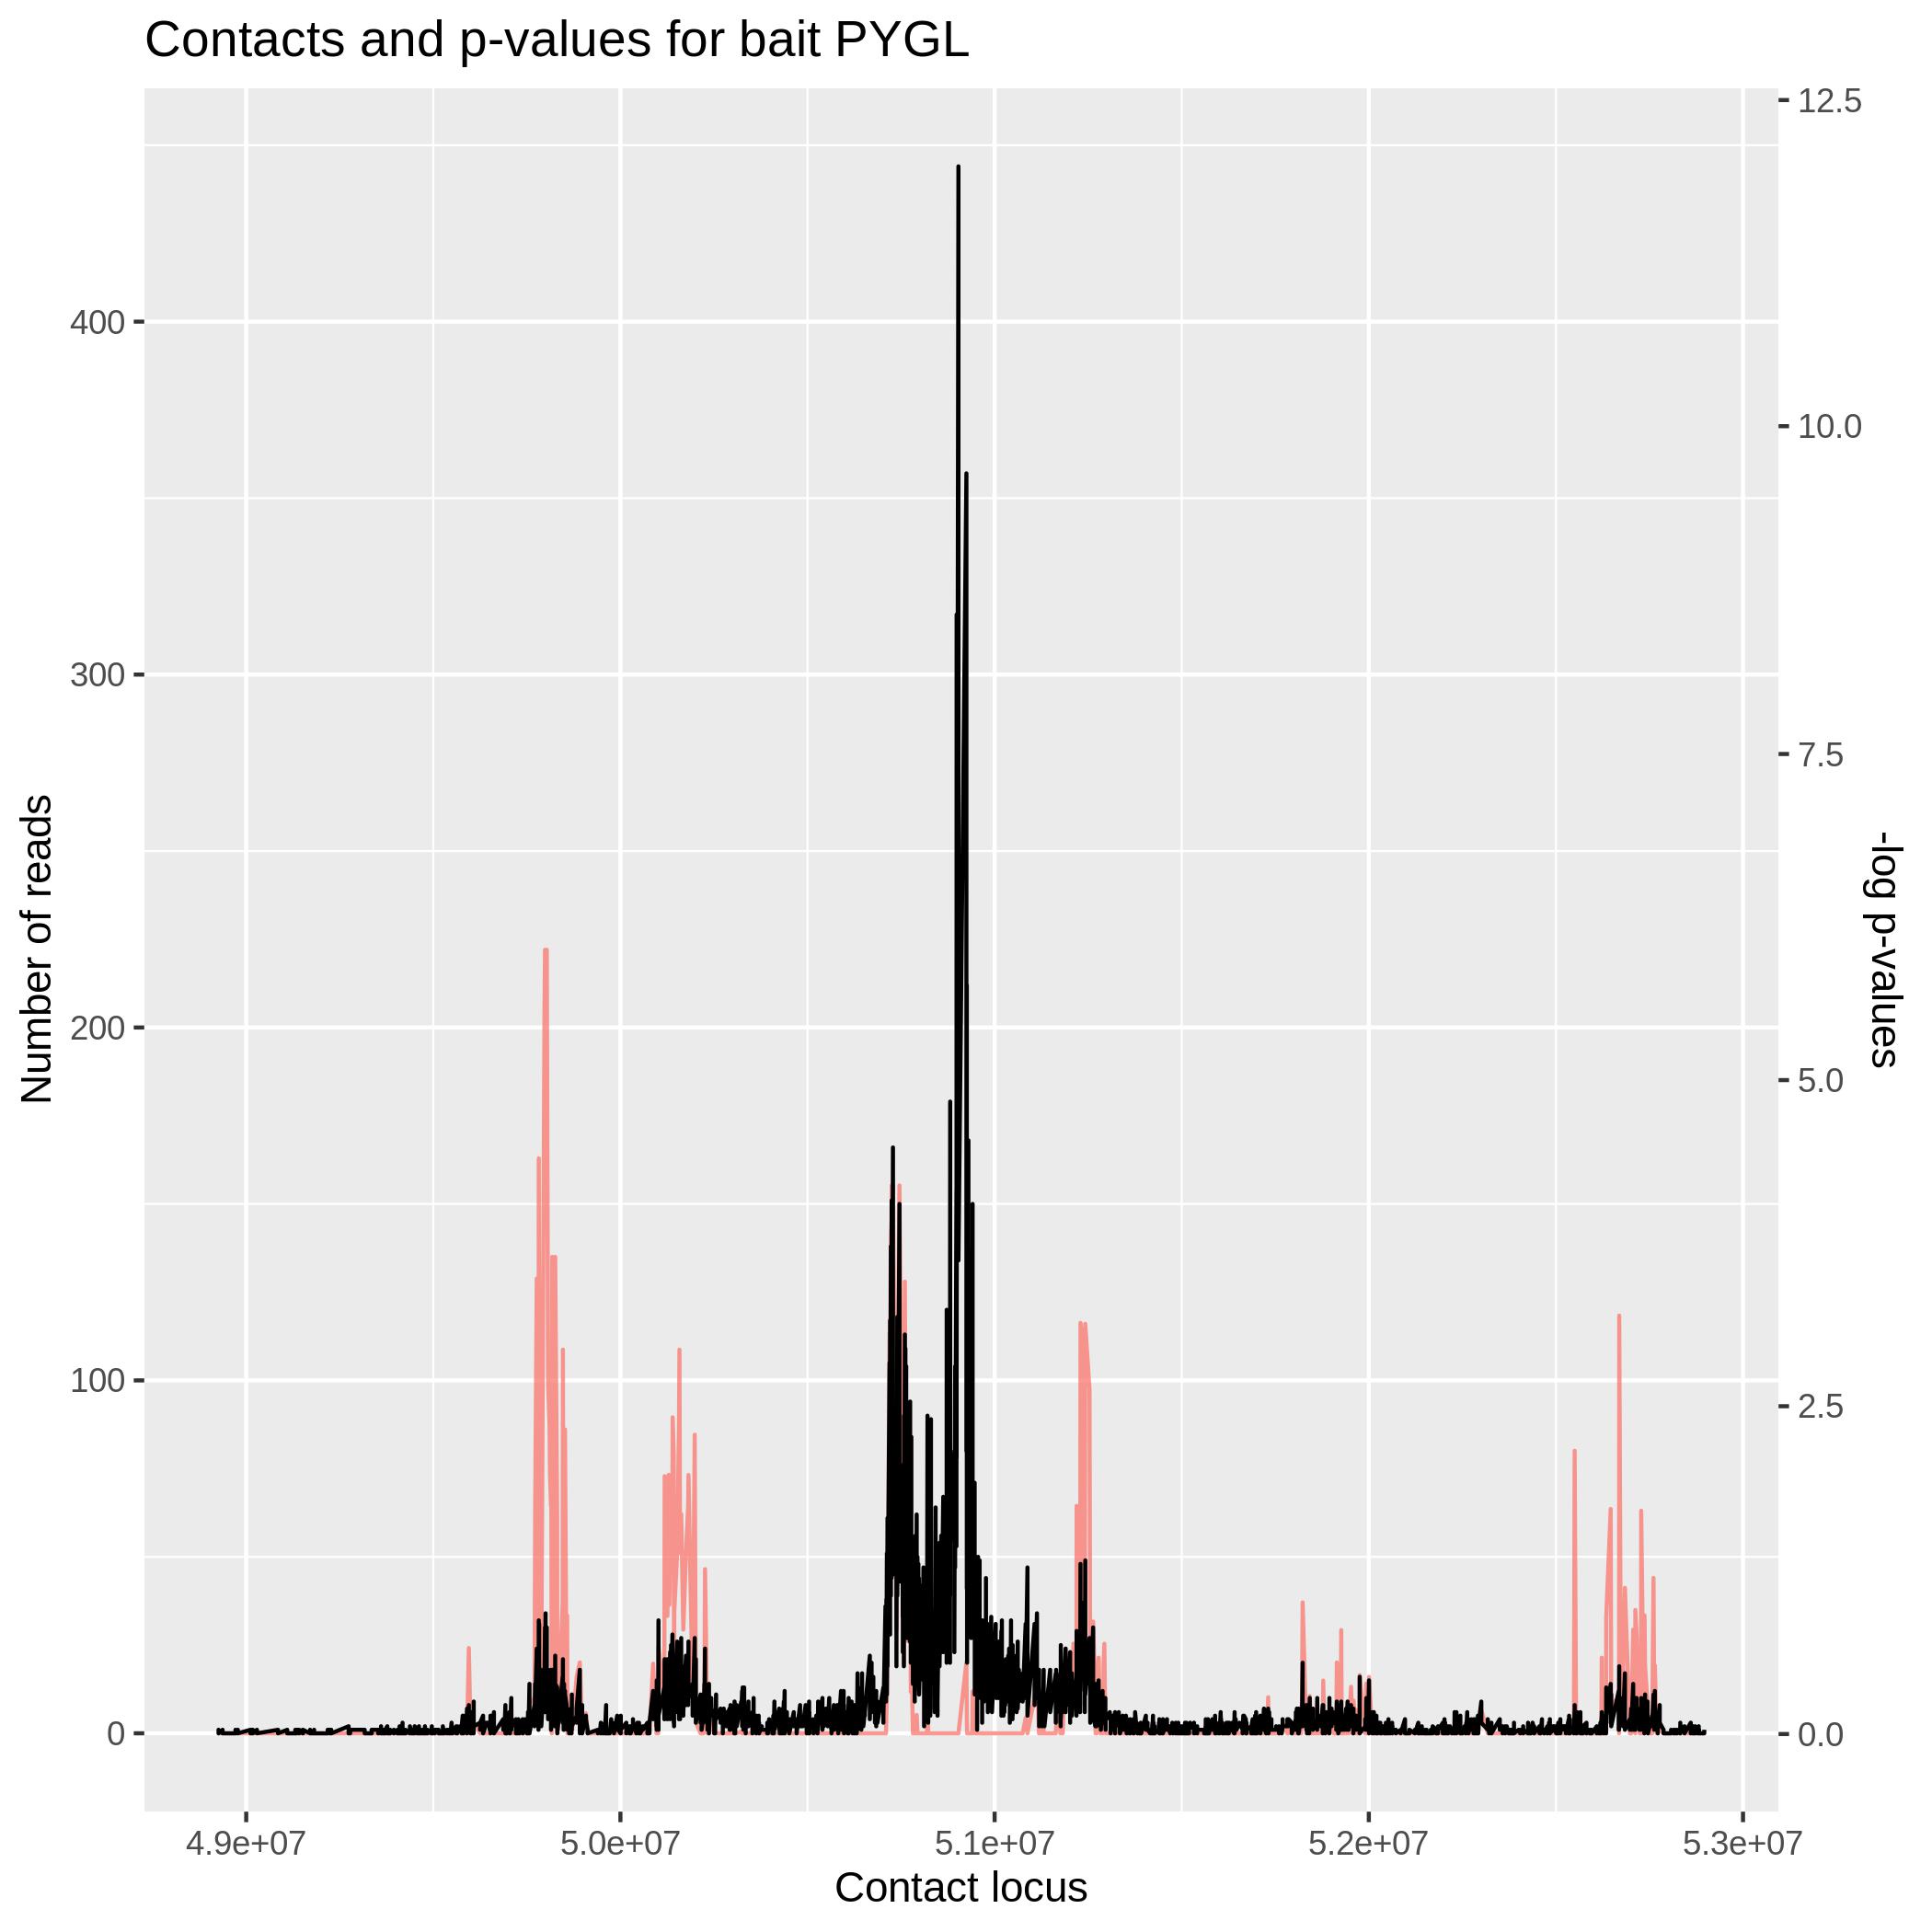 Contacts and p-values for bait PYGL
12.5
400
10.0
300
7.5
Number of reads
-log p-values
200
5.0
100
2.5
0
0.0
4.9e+07
5.0e+07
5.1e+07
5.2e+07
5.3e+07
Contact locus